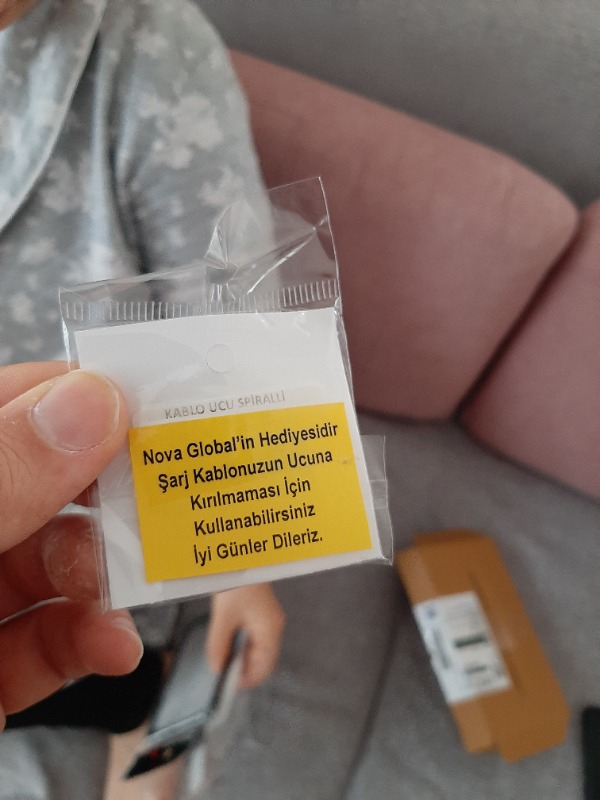 KABLO UCU SPİRALLİ
Nova Global'in Hediyesidir
Şarj Kablonuzun Ucuna
Kırılmaması İçin
Kullanabilirsiniz
İyi Günler Dileriz.